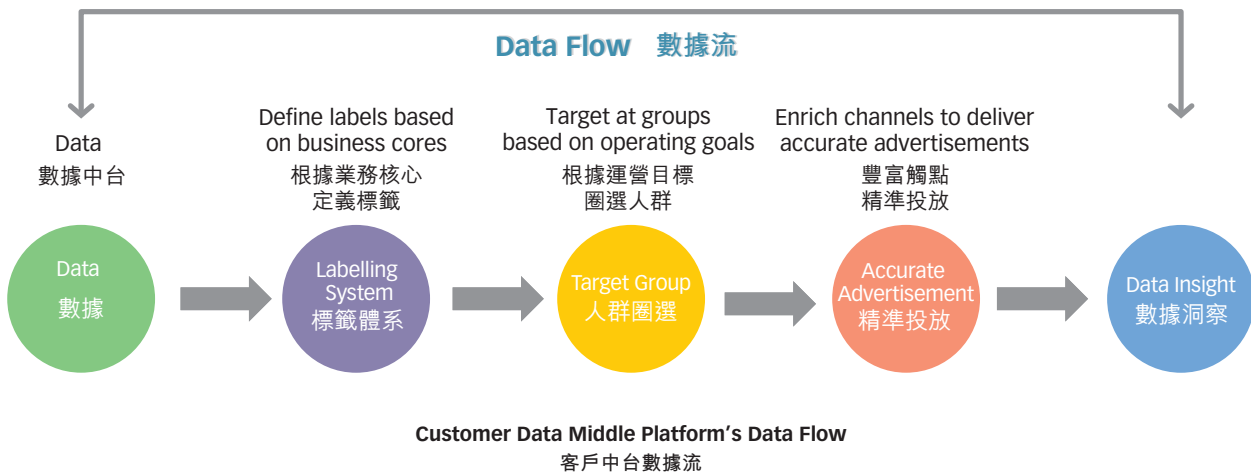 Data Flow 數據流
Data
數據中台
Define labels based
on business cores
根據業務核心
定義標籤
Target at groups
based on operating goals
根據運營目標
圈選人群
Enrich channels to deliver
accurate advertisements
豐富觸點
精準投放
Data
數據
Labelling
System
標籤體系
Target Group
人群圈選
Accurate
Advertisement
精準投放
Data Insight
數據洞察
Customer Data Middle Platform's Data Flow
客戶中台數據流